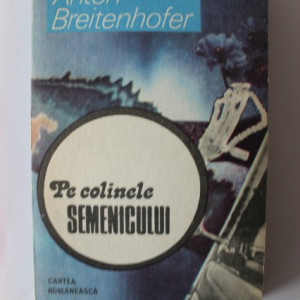 Anton
Breitenhofer
Pe colinele
SEMENICULUI
CARTEA
ROMÂNEASCĂ